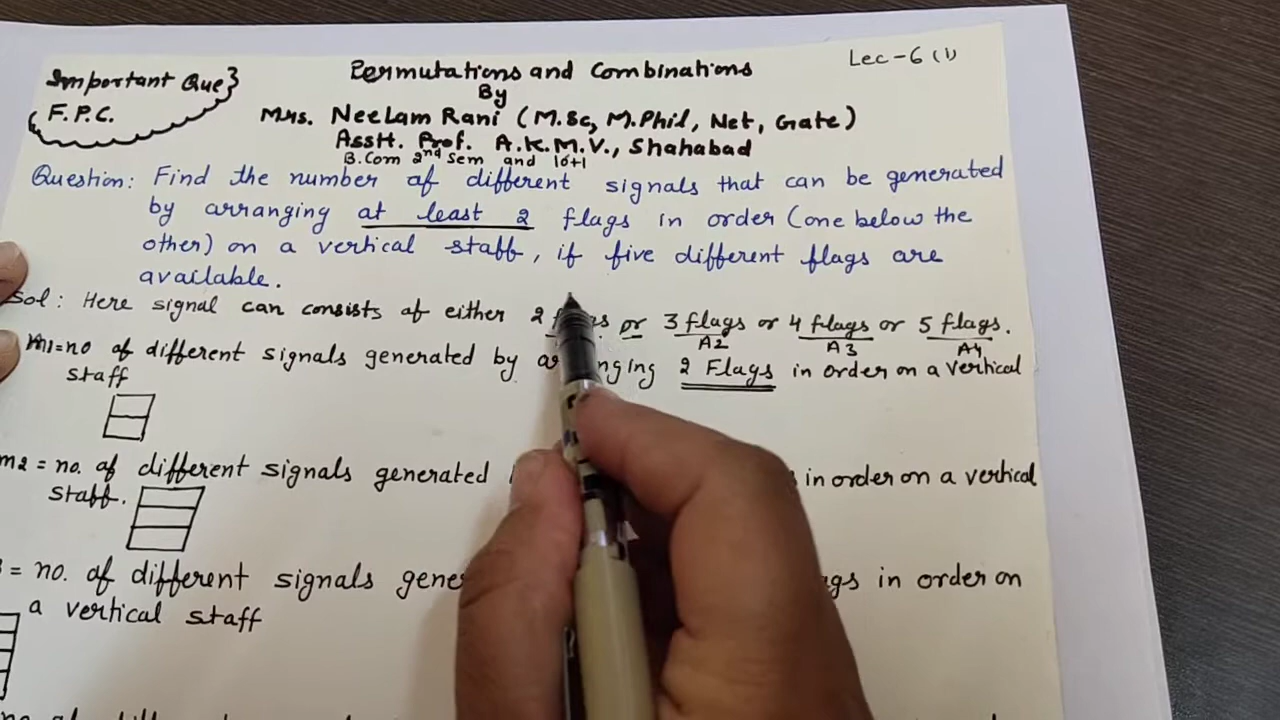 Lec-6(1)
Important Que
F.P.C.
Permutations and Combinations
By
Mrs. Neelam Rani (M.Sc, M.Phil, Net, Gate)
Asstt. Prof. A.K.M.V., Shahabad
B.Com 2nd Sem and 10+1
Question: Find the number of different signals that can be generated
by arranging at least 2 flags in order (one below the
other) on a vertical staff, if five different flags are
available.
Sol: Here signal can consists of either 2 or 3 flags or 4 flags or 5 flags.
A2 A3 A4
m1=no of different signals generated by 2 Flags in order on a vertical
staff
m2 = no. of different signals generated in order on a vertical
staff.
= no. of different signals in order on
a vertical staff